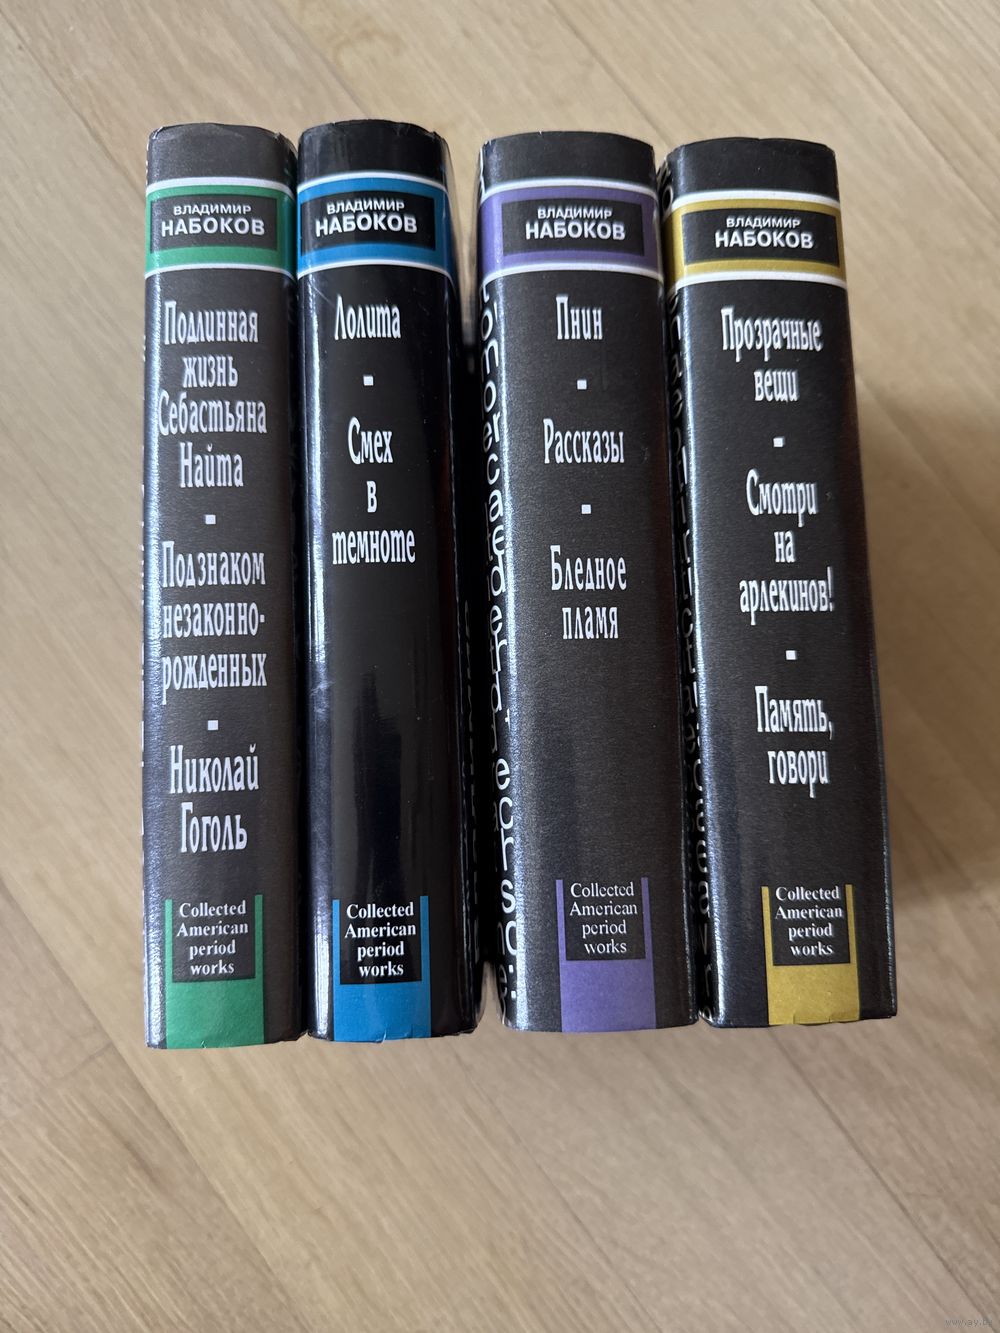 ВЛАДИМИР
НАБОКОВ
Подлинная
жизнь
Себастьяна
Найта
Под знаком
незаконно-
рожденных
Николай
Гоголь
Collected
American
period
works
ВЛАДИМИР
НАБОКОВ
Лолита
Смех
в
темноте
Collected
American
period
works
ВЛАДИМИР
НАБОКОВ
Пнин
Рассказы
Бледное
пламя
Collected
American
period
works
ВЛАДИМИР
НАБОКОВ
Прозрачные
вещи
Смотри
на
арлекинов!
Память,
говори
Collected
American
period
works